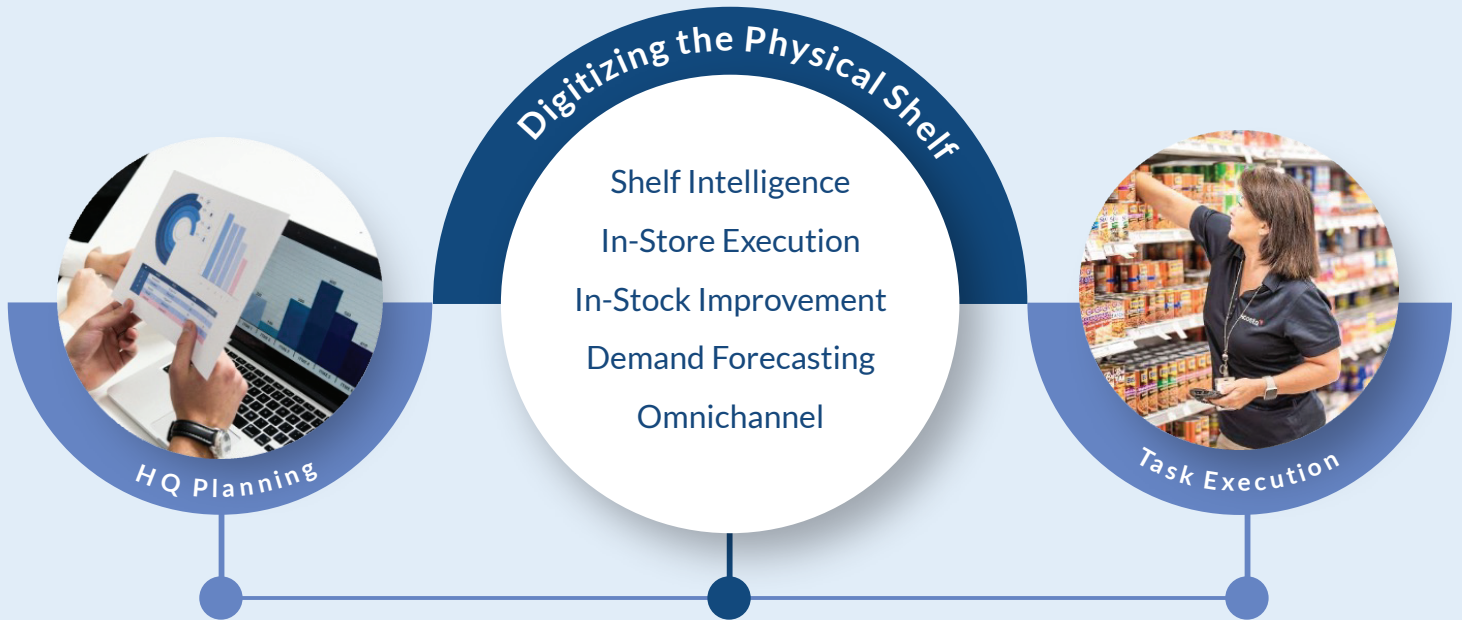 Digitizing the Physical Shelf
Shelf Intelligence
In-Store Execution
In-Stock Improvement
Demand Forecasting
Omnichannel
HQ Planning
Task Execution